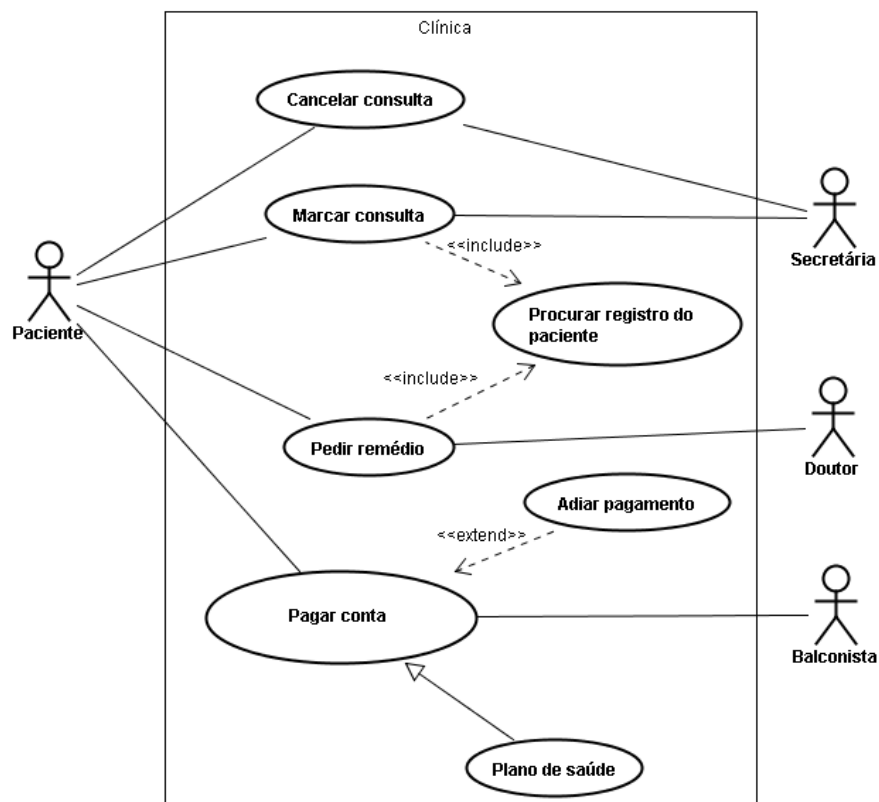 Clínica
Cancelar consulta
Marcar consulta
<<include>>
Secretária
Paciente
Procurar registro do
paciente
<<include>>
Pedir remédio
Doutor
Adiar pagamento
<<extend>>
Pagar conta
Balconista
Plano de saúde